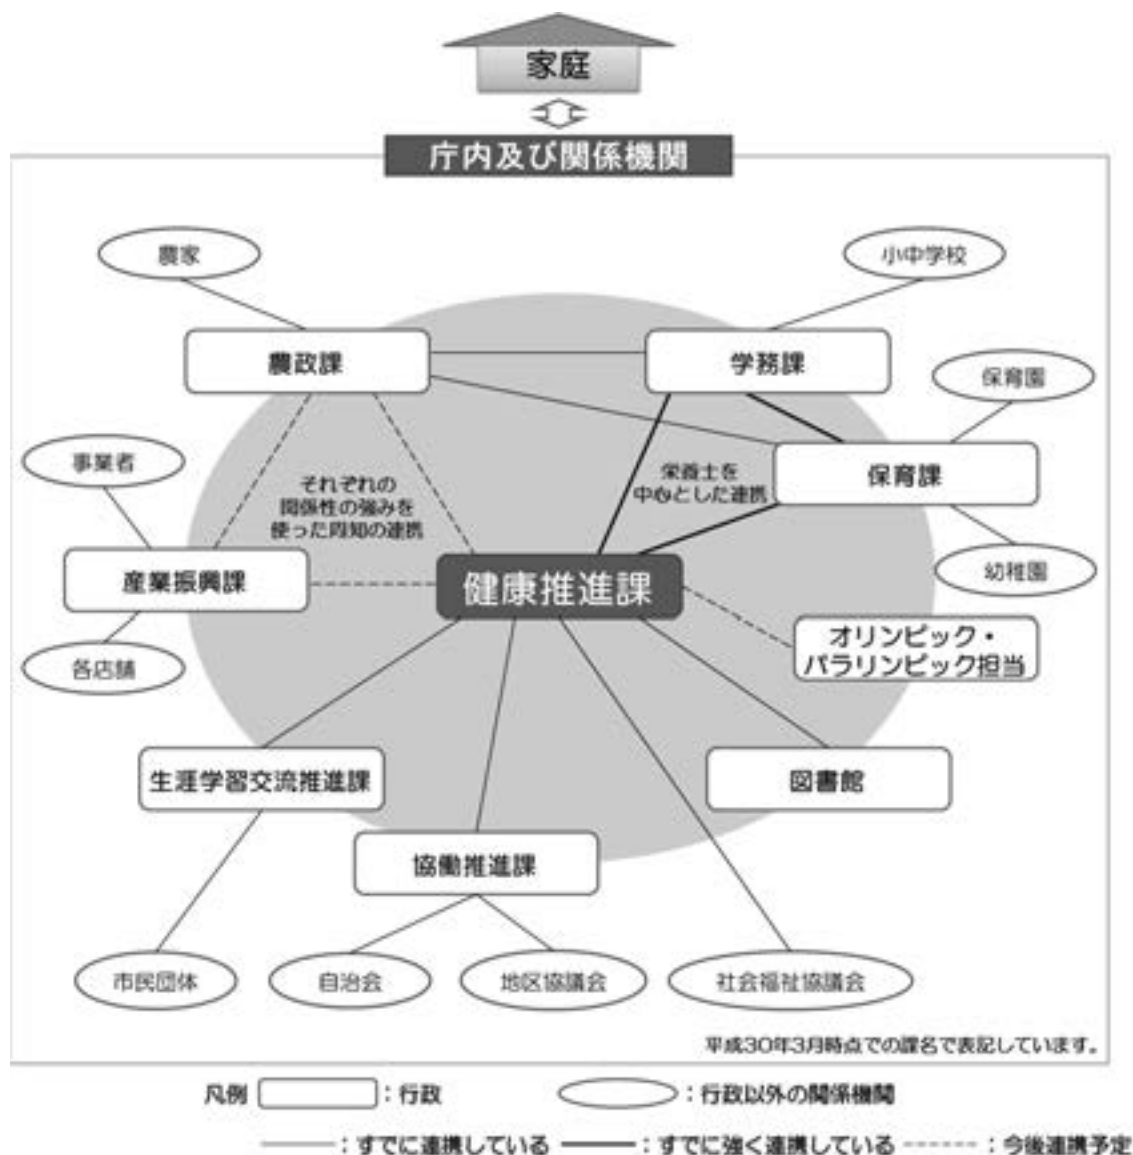 家庭
庁内及び関係機関
農家
小中学校
農政課
学務課
保育園
事業者
それぞれの
関係性の強みを
使った周知の連携
栄養士を
中心とした連携
保育課
産業振興課
健康推進課
幼稚園
各店舗
オリンピック・
パラリンピック担当
生涯学習交流推進課
図書館
協働推進課
市民団体
自治会
地区協議会
社会福祉協議会
平成30年3月時点での課名で表記しています。
凡例 ：行政 ：行政以外の関係機関
：すでに連携している ：すでに強く連携している ：今後連携予定